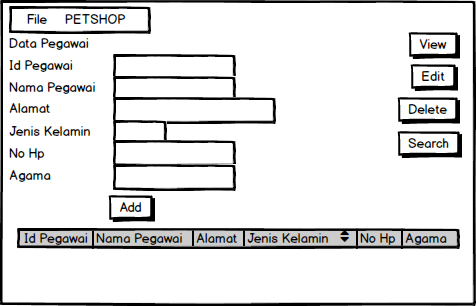 File PETSHOP
Data Pegawai
View
Id Pegawai
Edit
Nama Pegawai
Alamat
Delete
Jenis Kelamin
Search
No Hp
Agama
Add
Id Pegawai Nama Pegawai Alamat Jenis Kelamin No Hp Agama